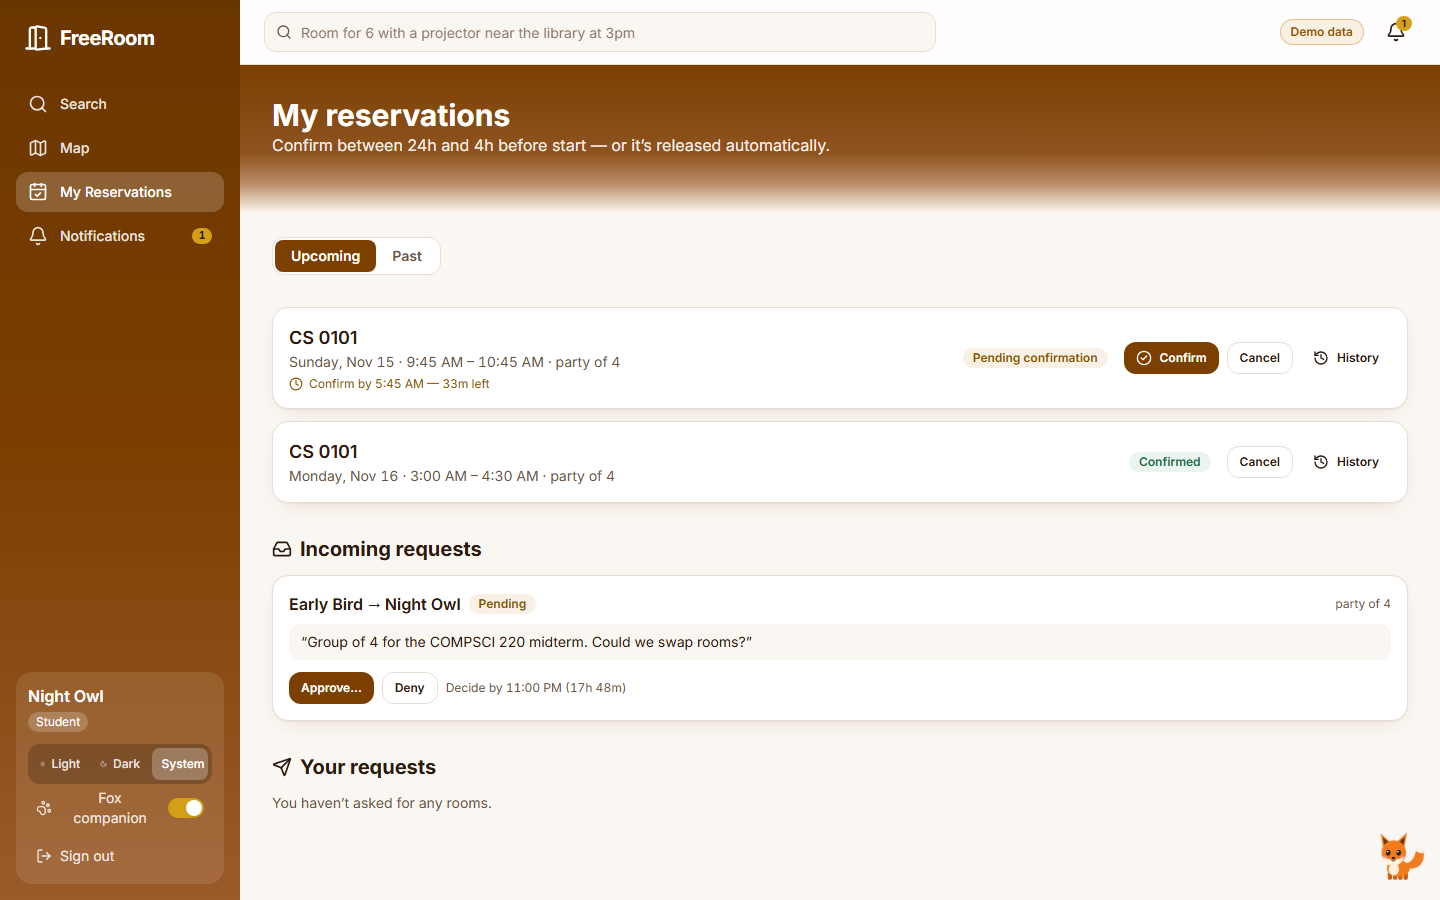 FreeRoom
Search
Map
My Reservations
Notifications 1
Night Owl
Student
Light Dark System
Fox companion
Sign out
Room for 6 with a projector near the library at 3pm
Demo data
1
My reservations
Confirm between 24h and 4h before start — or it’s released automatically.
Upcoming Past
CS 0101
Sunday, Nov 15 · 9:45 AM – 10:45 AM · party of 4
Confirm by 5:45 AM — 33m left
Pending confirmation Confirm Cancel History
CS 0101
Monday, Nov 16 · 3:00 AM – 4:30 AM · party of 4
Confirmed Cancel History
Incoming requests
Early Bird → Night Owl Pending party of 4
“Group of 4 for the COMPSCI 220 midterm. Could we swap rooms?”
Approve... Deny Decide by 11:00 PM (17h 48m)
Your requests
You haven’t asked for any rooms.